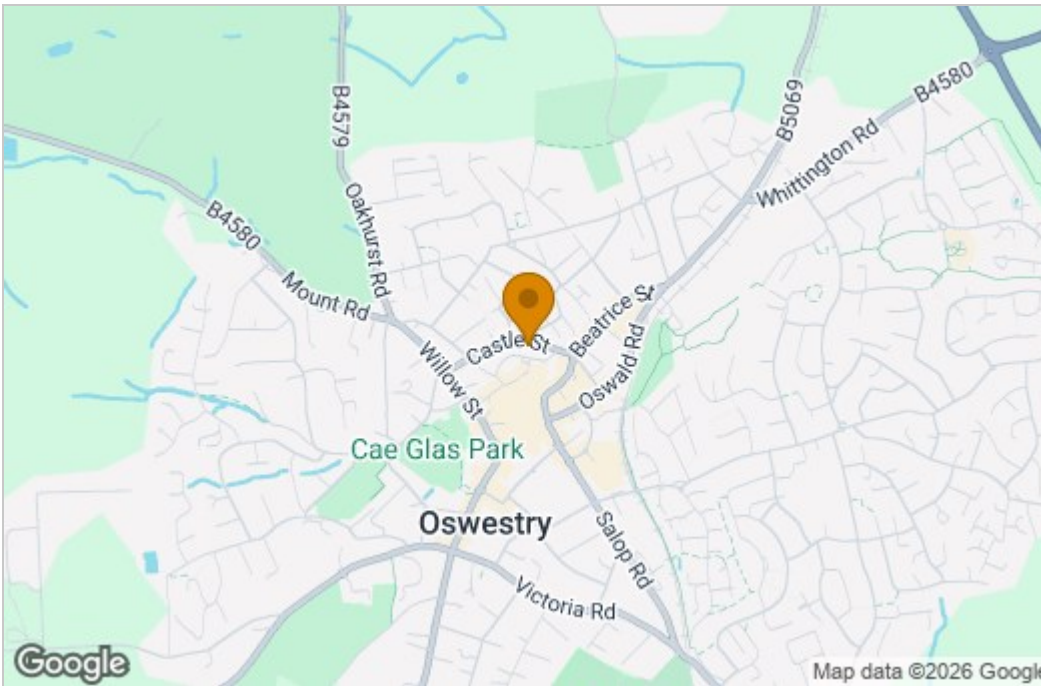 B4580
B5069
B4579
Whittington Rd
Oakhurst Rd
B4580
Mount Rd
Beatrice St
Castle St
Willow St
Oswald Rd
Cae Glas Park
Oswestry
Salop Rd
Victoria Rd
Google
Map data ©2026 Google